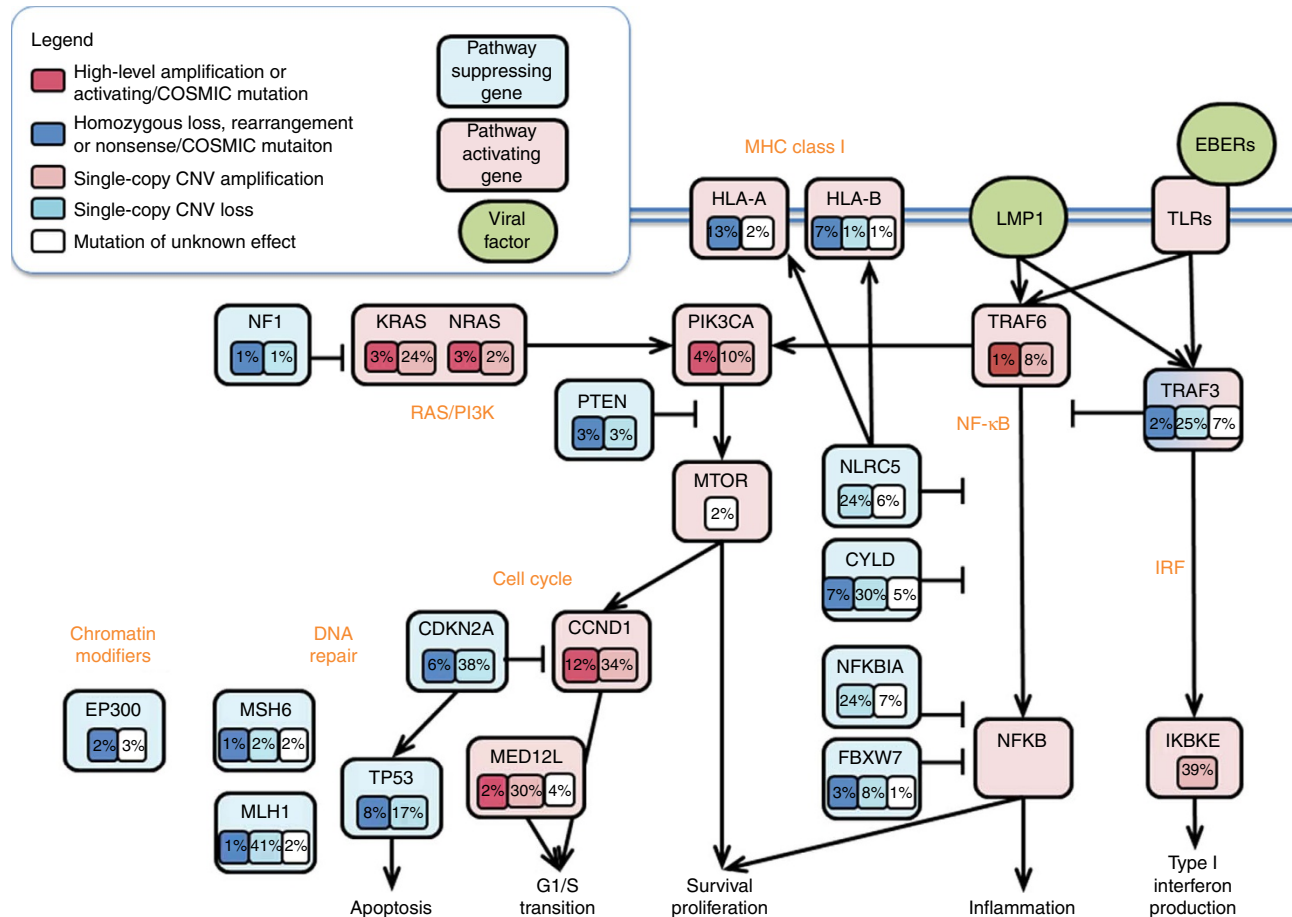 Legend
High-level amplification or
activating/COSMIC mutation
Homozygous loss, rearrangement
or nonsense/COSMIC mutaiton
Single-copy CNV amplification
Single-copy CNV loss
Mutation of unknown effect
Pathway
suppressing
gene
Pathway
activating
gene
Viral
factor
MHC class I
EBERs
HLA-A
13% 2%
HLA-B
7% 1% 1%
LMP1
TLRs
NF1
1% 1%
KRAS NRAS
3% 24% 3% 2%
PIK3CA
4% 10%
TRAF6
1% 8%
RAS/PI3K
PTEN
3% 3%
NF-κB
TRAF3
2% 25% 7%
MTOR
2%
NLRC5
24% 6%
CYLD
7% 30% 5%
IRF
Cell cycle
CDKN2A
6% 38%
CCND1
12% 34%
Chromatin
modifiers
DNA
repair
EP300
2% 3%
MSH6
1% 2% 2%
MLH1
1% 41% 2%
TP53
8% 17%
MED12L
2% 30% 4%
NFKBIA
24% 7%
FBXW7
3% 8% 1%
NFKB
IKBKE
39%
Apoptosis
G1/S
transition
Survival
proliferation
Inflammation
Type I
interferon
production